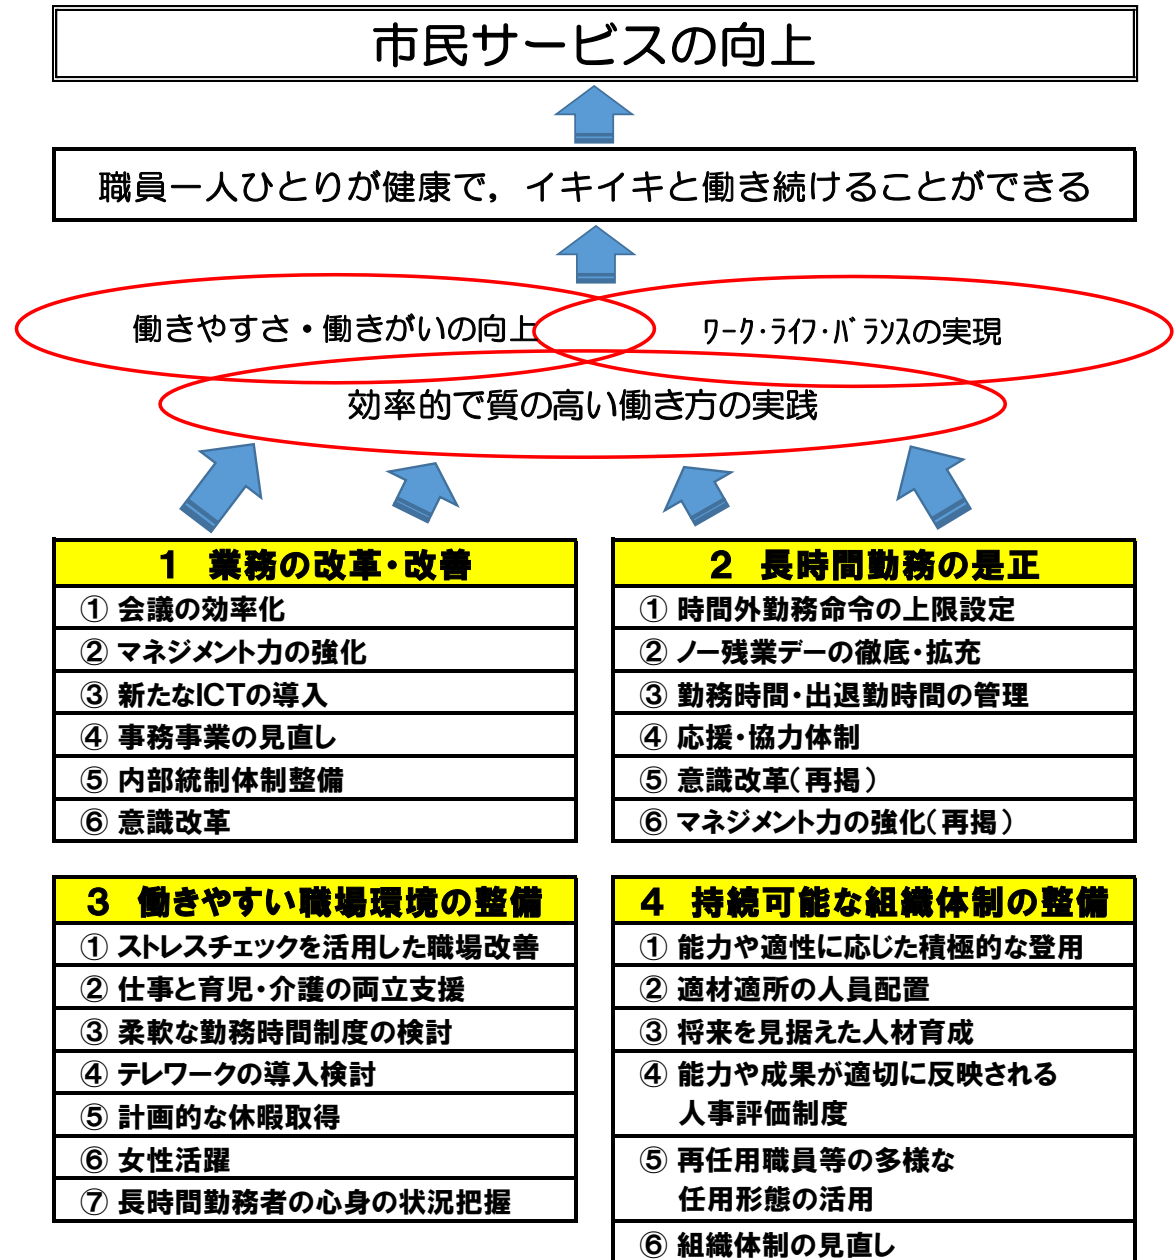 市民サービスの向上
職員一人ひとりが健康で，イキイキと働き続けることができる
働きやすさ・働きがいの向上
ﾜｰｸ･ﾗｲﾌ･ﾊﾞﾗﾝｽの実現
効率的で質の高い働き方の実践
１　業務の改革・改善
① 会議の効率化
② マネジメント力の強化
③ 新たなICTの導入
④ 事務事業の見直し
⑤ 内部統制体制整備
⑥ 意識改革
２　長時間勤務の是正
① 時間外勤務命令の上限設定
② ノー残業デーの徹底・拡充
③ 勤務時間・出退勤時間の管理
④ 応援・協力体制
⑤ 意識改革（再掲）
⑥ マネジメント力の強化（再掲）
３　働きやすい職場環境の整備
① ストレスチェックを活用した職場改善
② 仕事と育児・介護の両立支援
③ 柔軟な勤務時間制度の検討
④ テレワークの導入検討
⑤ 計画的な休暇取得
⑥ 女性活躍
⑦ 長時間勤務者の心身の状況把握
４　持続可能な組織体制の整備
① 能力や適性に応じた積極的な登用
② 適材適所の人員配置
③ 将来を見据えた人材育成
④ 能力や成果が適切に反映される
人事評価制度
⑤ 再任用職員等の多様な
任用形態の活用
⑥ 組織体制の見直し